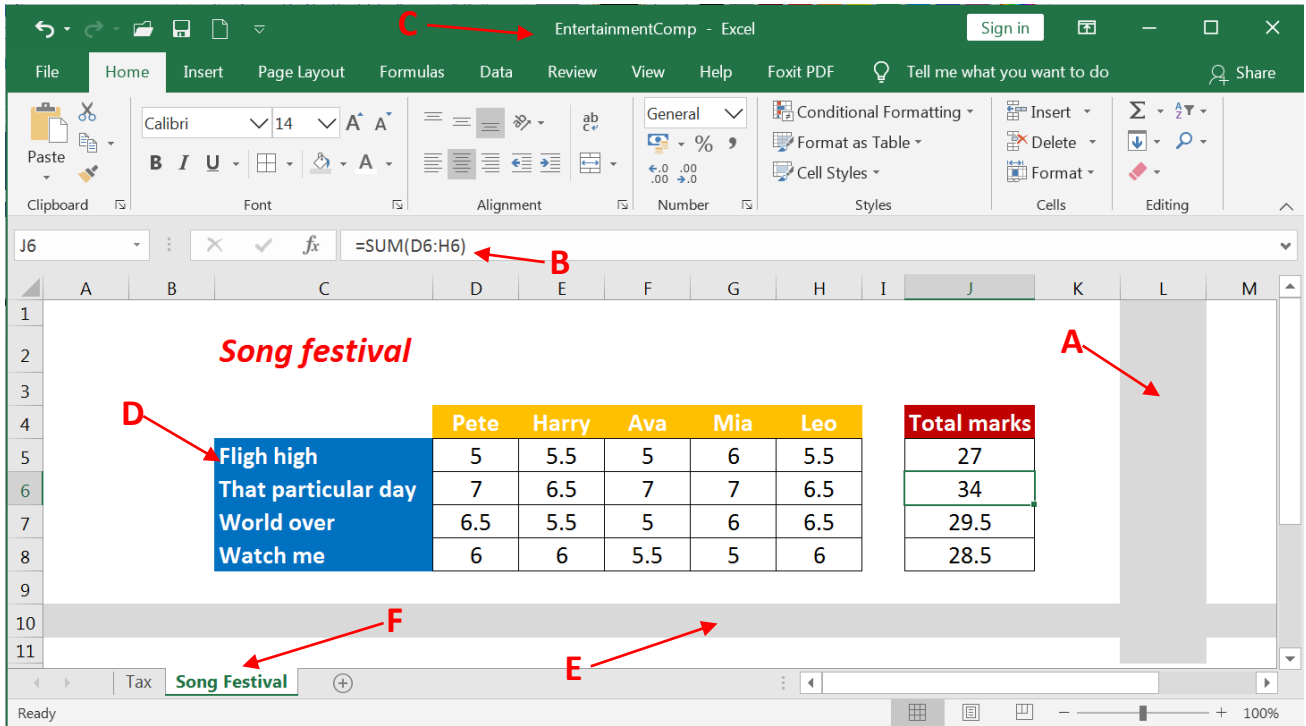 C
EntertainmentComp - Excel
Sign in
File Home Insert Page Layout Formulas Data Review View Help Foxit PDF Tell me what you want to do Share
Paste
Calibri 14 A A General Conditional Formatting Insert Σ A Z
ab c
B I U A % Format as Table Delete
.0 .00 .00 .0 Cell Styles Format
Clipboard Font Alignment Number Styles Cells Editing
J6 fx =SUM(D6:H6)
B
A B C D E F G H I J K L M
1
2 Song festival
A
3
D
4 Pete Harry Ava Mia Leo Total marks
5 Fligh high 5 5.5 5 6 5.5 27
6 That particular day 7 6.5 7 7 6.5 34
7 World over 6.5 5.5 5 6 6.5 29.5
8 Watch me 6 6 5.5 5 6 28.5
9
10
F
11
E
Tax Song Festival
Ready 100%